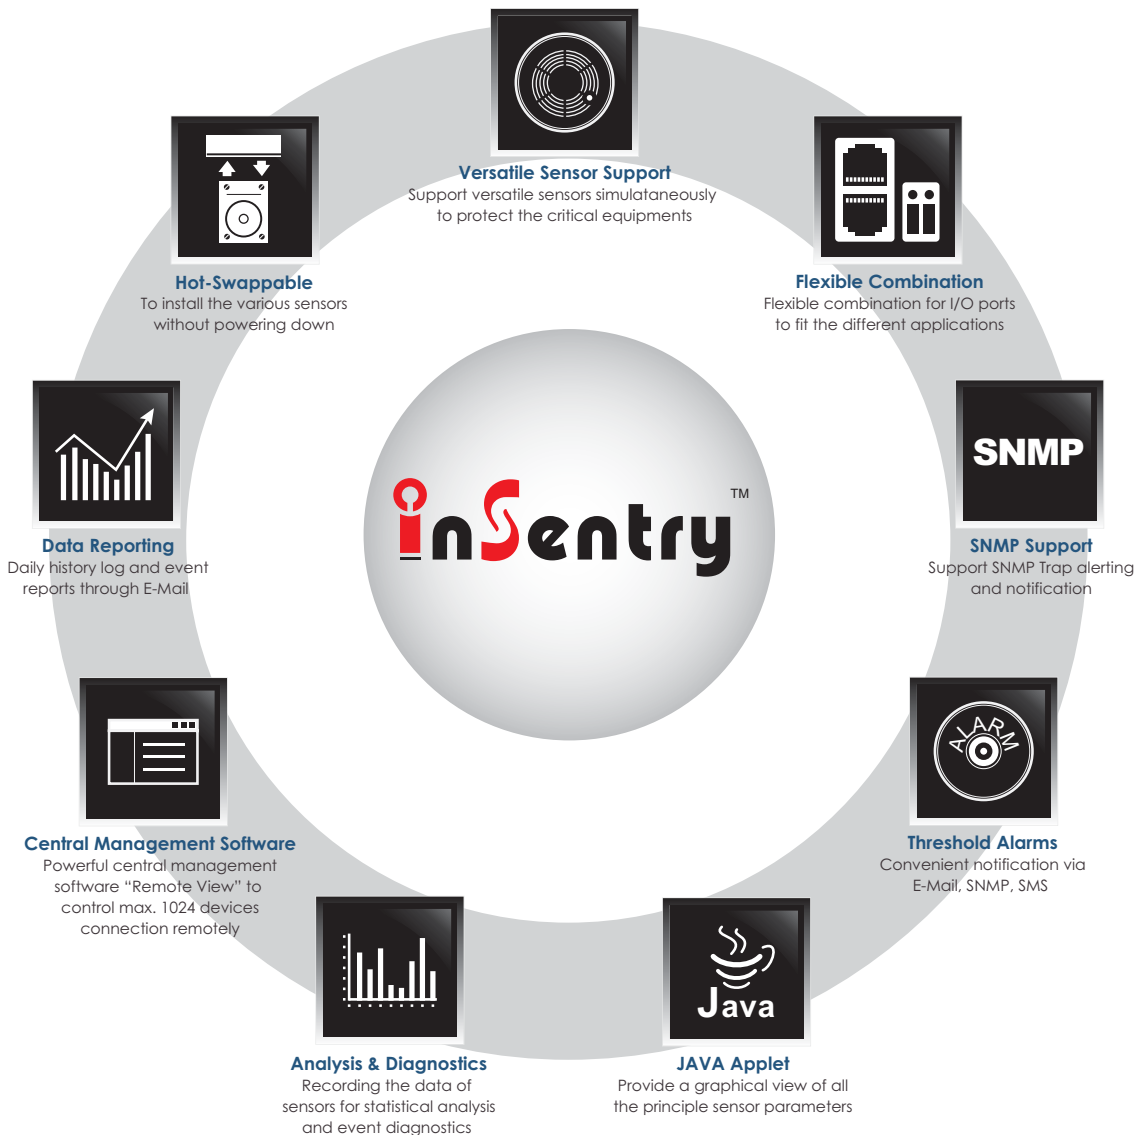 Versatile Sensor Support
Support versatile sensors simulataneously
to protect the critical equipments
Flexible Combination
Flexible combination for I/O ports
to fit the different applications
SNMP
SNMP Support
Support SNMP Trap alerting
and notification
ALARM
Threshold Alarms
Convenient notification via
E-Mail, SNMP, SMS
Java
JAVA Applet
Provide a graphical view of all
the principle sensor parameters
Analysis & Diagnostics
Recording the data of
sensors for statistical analysis
and event diagnostics
Central Management Software
Powerful central management
software “Remote View” to
control max. 1024 devices
connection remotely
Data Reporting
Daily history log and event
reports through E-Mail
Hot-Swappable
To install the various sensors
without powering down
inSentry™